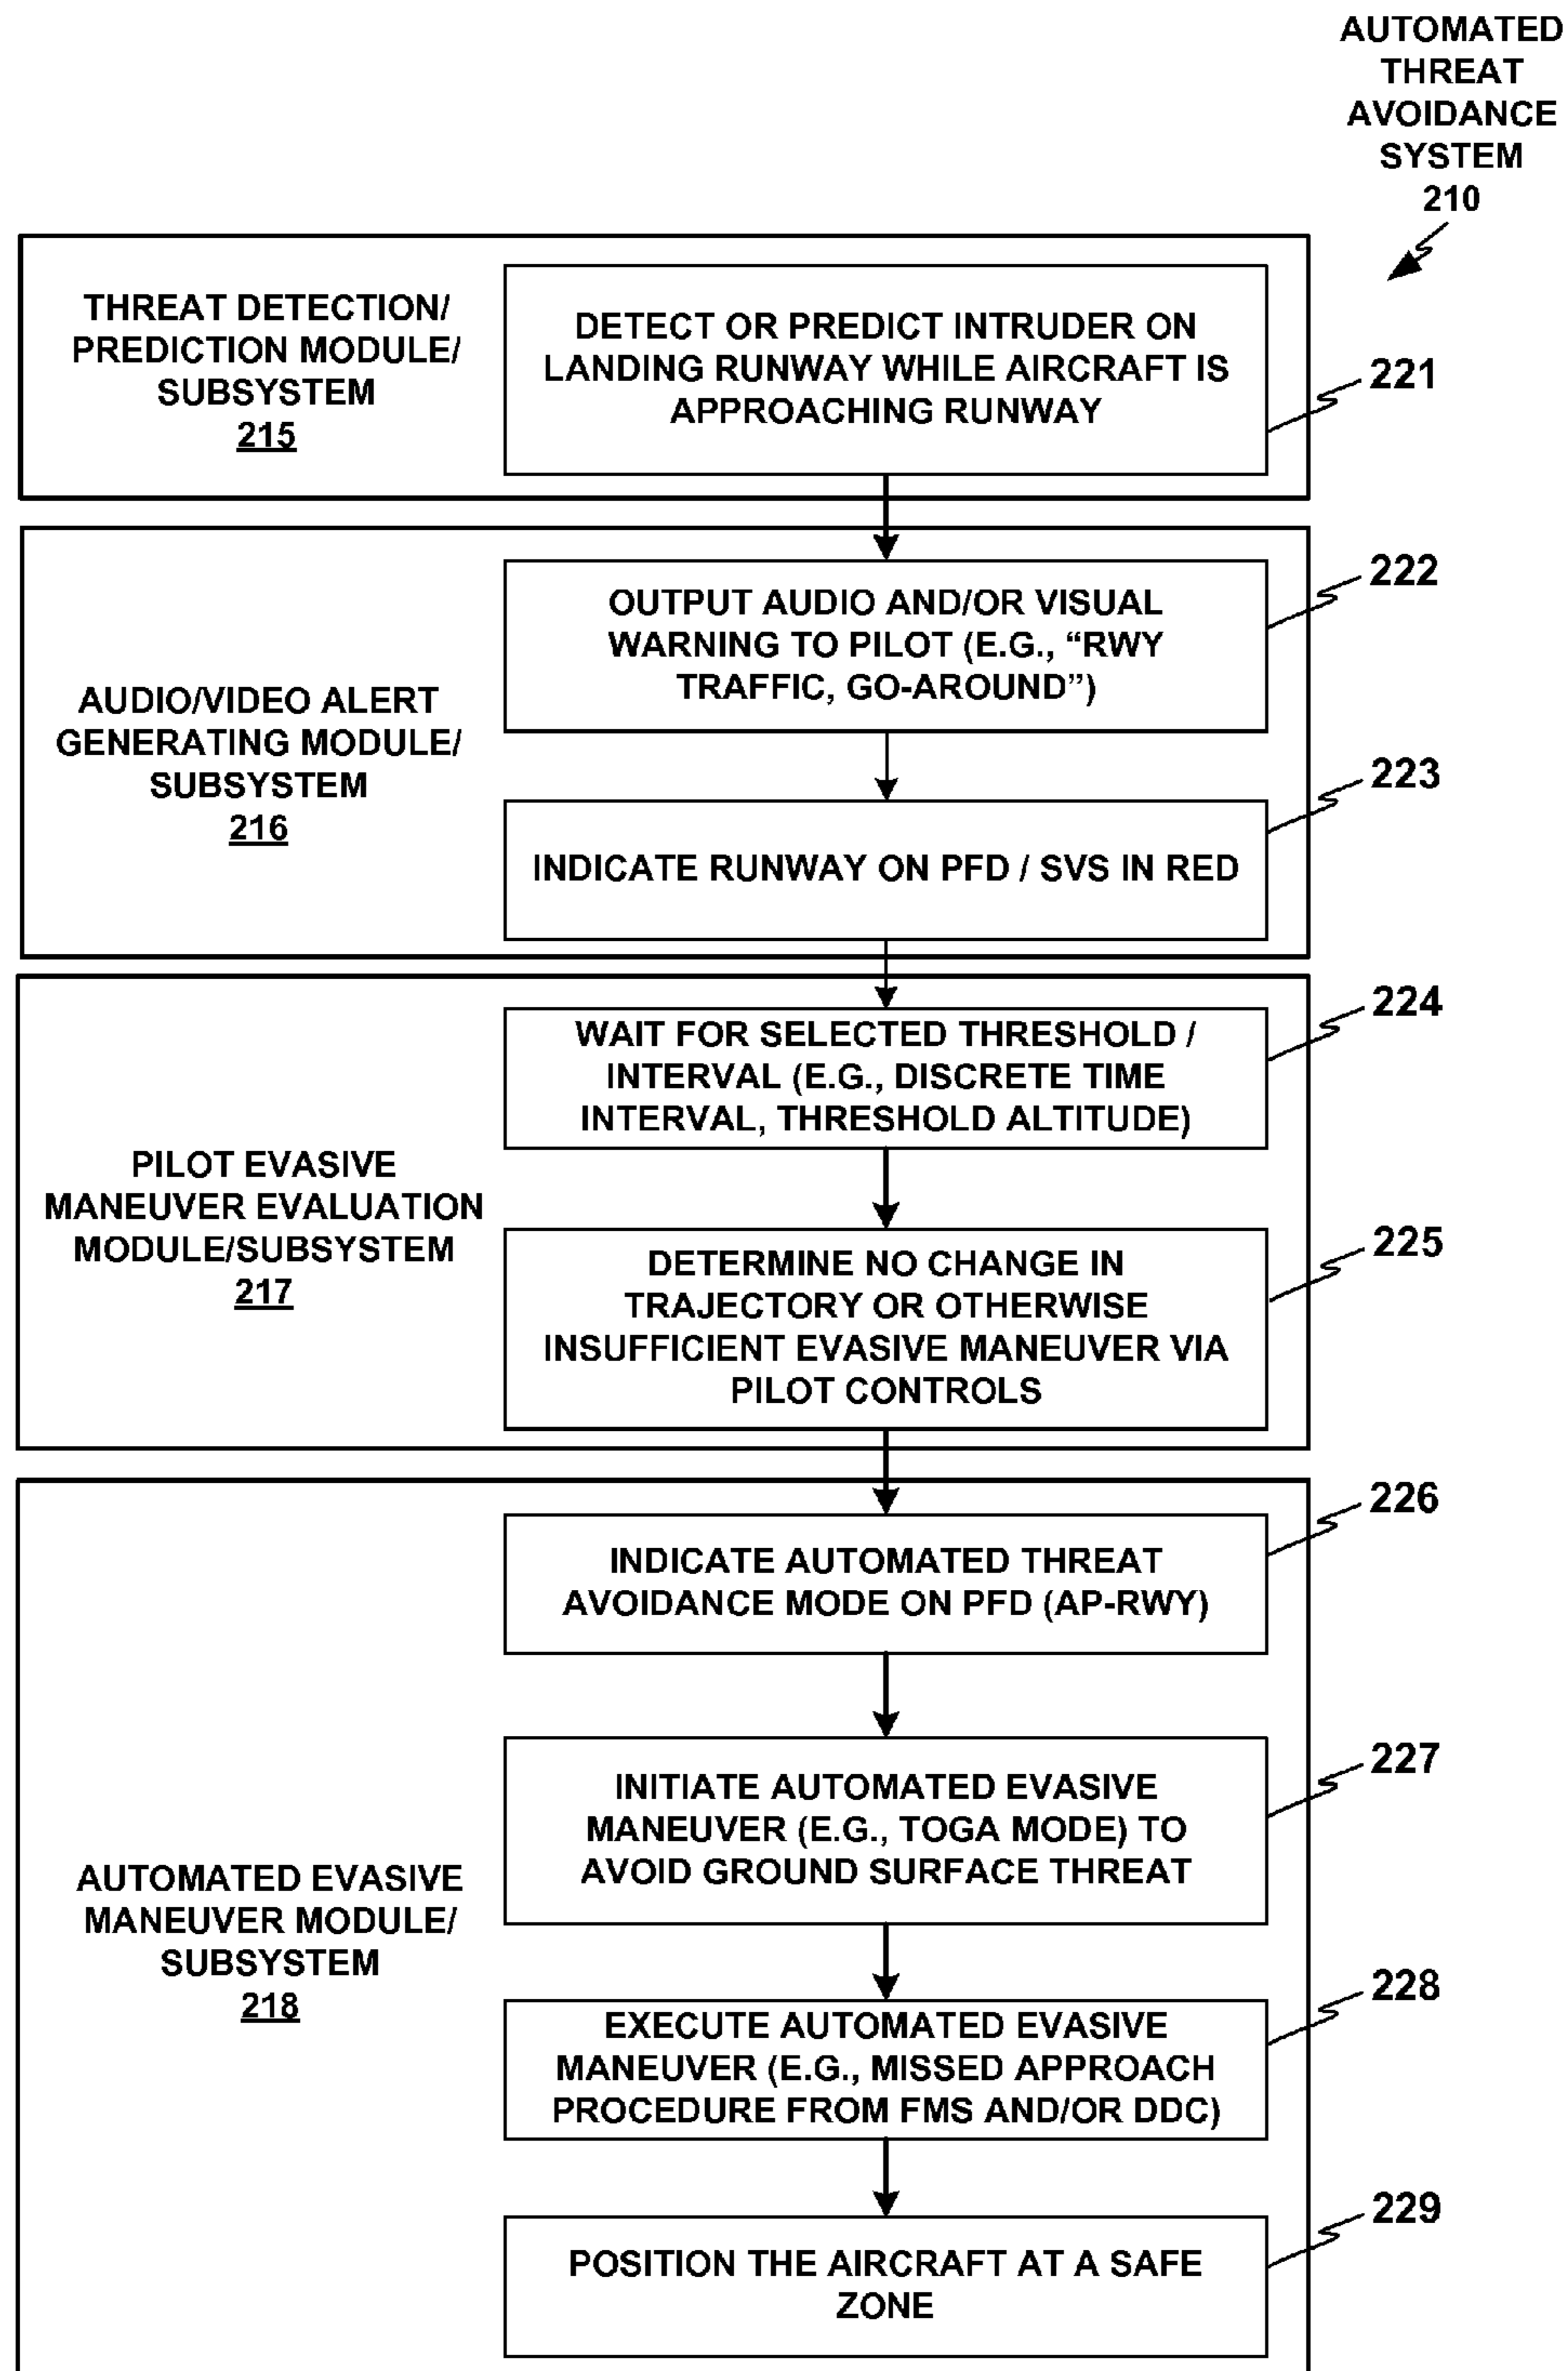 AUTOMATED
THREAT
AVOIDANCE
SYSTEM
210
THREAT DETECTION/
PREDICTION MODULE/
SUBSYSTEM
215
DETECT OR PREDICT INTRUDER ON
LANDING RUNWAY WHILE AIRCRAFT IS
APPROACHING RUNWAY
221
AUDIO/VIDEO ALERT
GENERATING MODULE/
SUBSYSTEM
216
OUTPUT AUDIO AND/OR VISUAL
WARNING TO PILOT (E.G., “RWY
TRAFFIC, GO-AROUND”)
222
INDICATE RUNWAY ON PFD / SVS IN RED
223
PILOT EVASIVE
MANEUVER EVALUATION
MODULE/SUBSYSTEM
217
WAIT FOR SELECTED THRESHOLD /
INTERVAL (E.G., DISCRETE TIME
INTERVAL, THRESHOLD ALTITUDE)
224
DETERMINE NO CHANGE IN
TRAJECTORY OR OTHERWISE
INSUFFICIENT EVASIVE MANEUVER VIA
PILOT CONTROLS
225
AUTOMATED EVASIVE
MANEUVER MODULE/
SUBSYSTEM
218
INDICATE AUTOMATED THREAT
AVOIDANCE MODE ON PFD (AP-RWY)
226
INITIATE AUTOMATED EVASIVE
MANEUVER (E.G., TOGA MODE) TO
AVOID GROUND SURFACE THREAT
227
EXECUTE AUTOMATED EVASIVE
MANEUVER (E.G., MISSED APPROACH
PROCEDURE FROM FMS AND/OR DDC)
228
POSITION THE AIRCRAFT AT A SAFE
ZONE
229